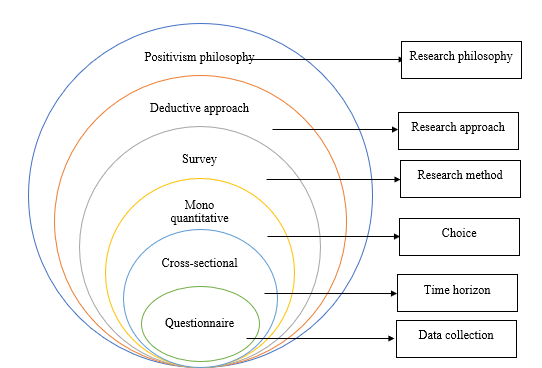 Positivism philosophy
Research philosophy
Deductive approach
Research approach
Survey
Research method
Mono
quantitative
Choice
Cross-sectional
Time horizon
Questionnaire
Data collection